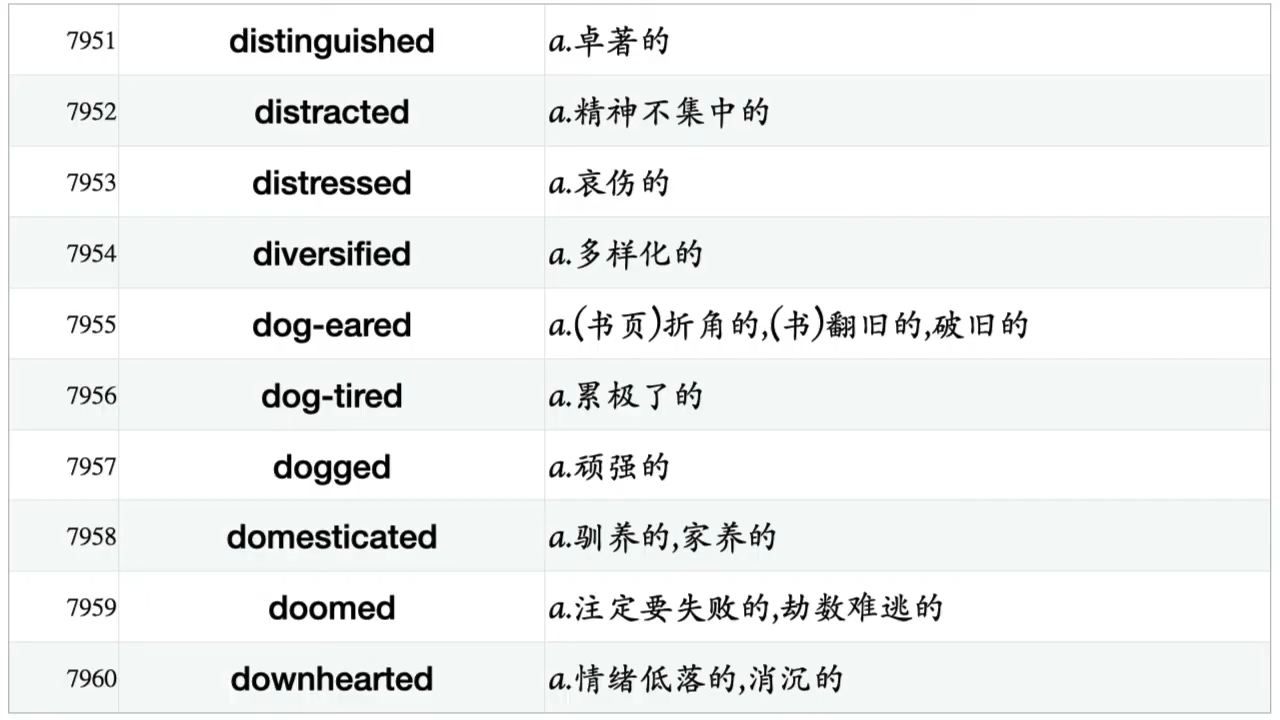 7951 distinguished a.卓著的
7952 distracted a.精神不集中的
7953 distressed a.哀伤的
7954 diversified a.多样化的
7955 dog-eared a.(书页)折角的,(书)翻旧的,破旧的
7956 dog-tired a.累极了的
7957 dogged a.顽强的
7958 domesticated a.驯养的,家养的
7959 doomed a.注定要失败的,劫数难逃的
7960 downhearted a.情绪低落的,消沉的